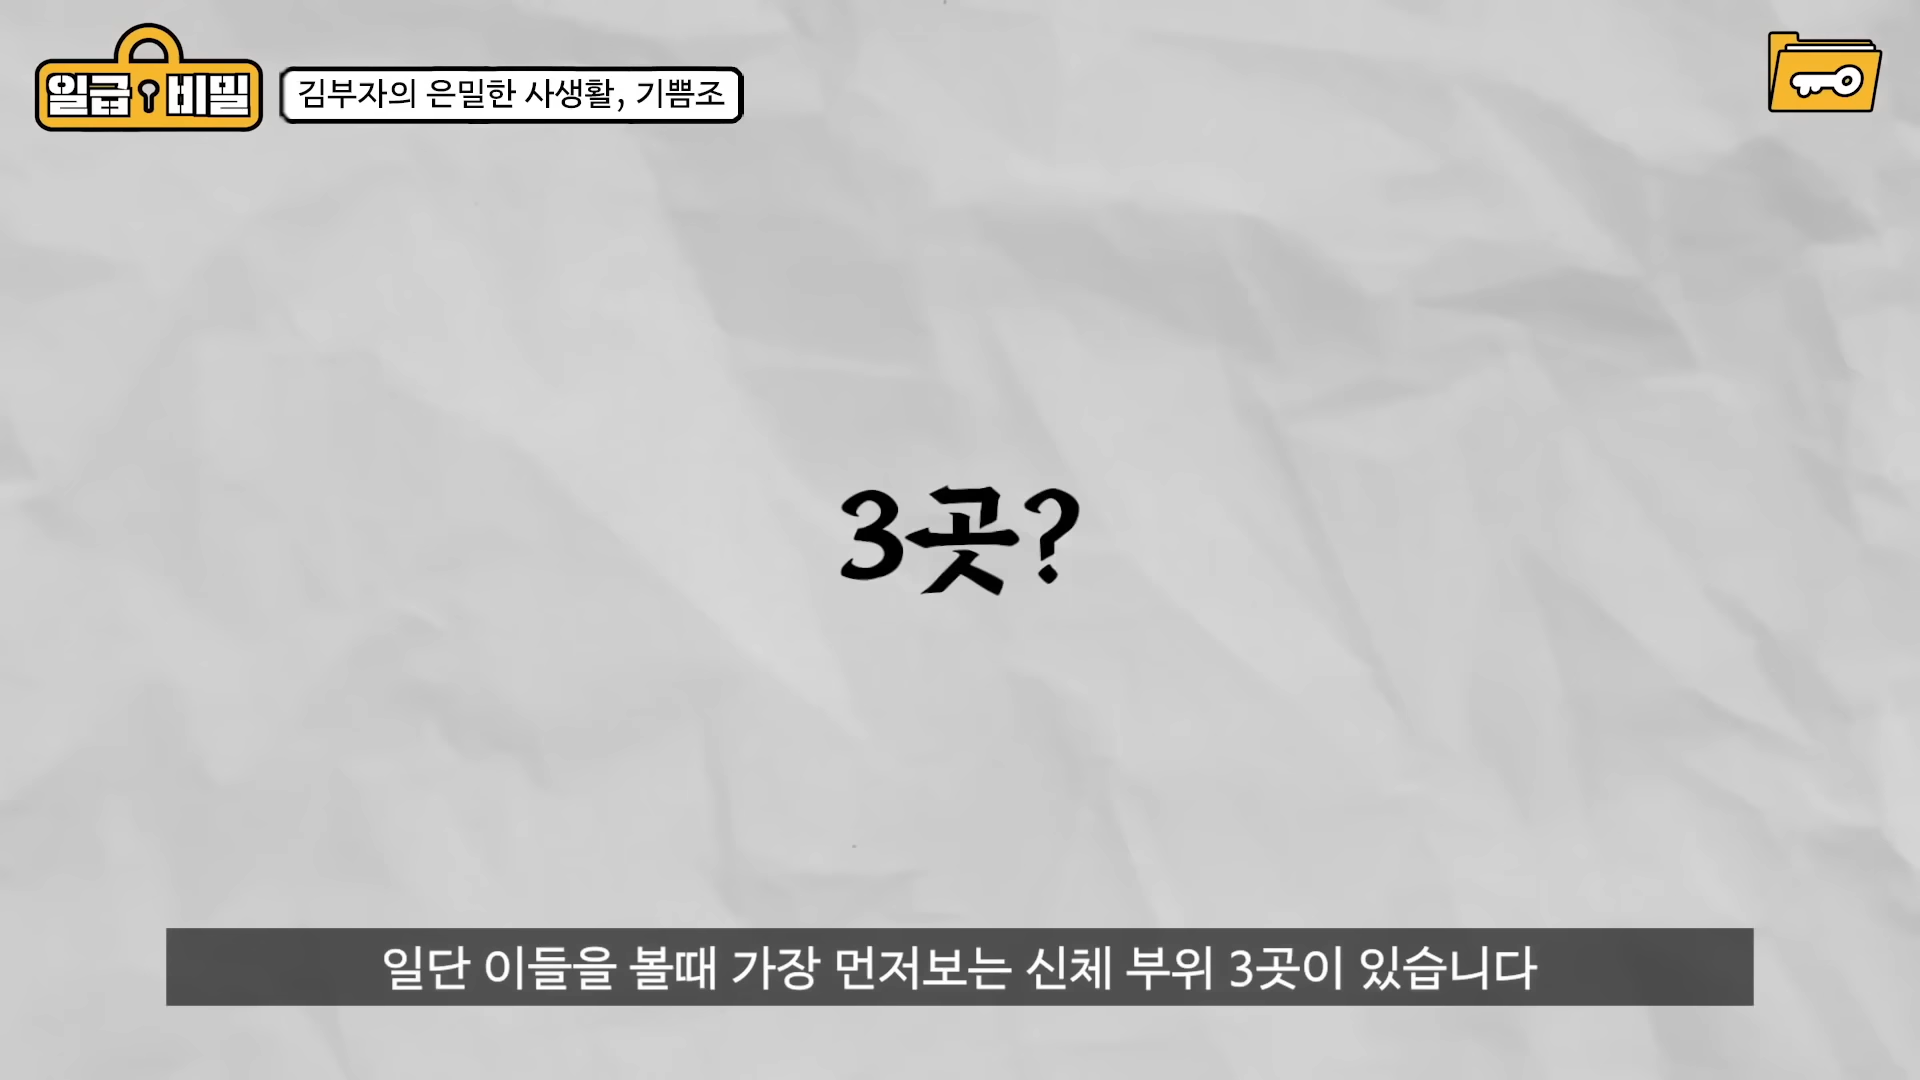 일급비밀
김부자의 은밀한 사생활, 기쁨조
3곳?
일단 이들을 볼때 가장 먼저보는 신체 부위 3곳이 있습니다